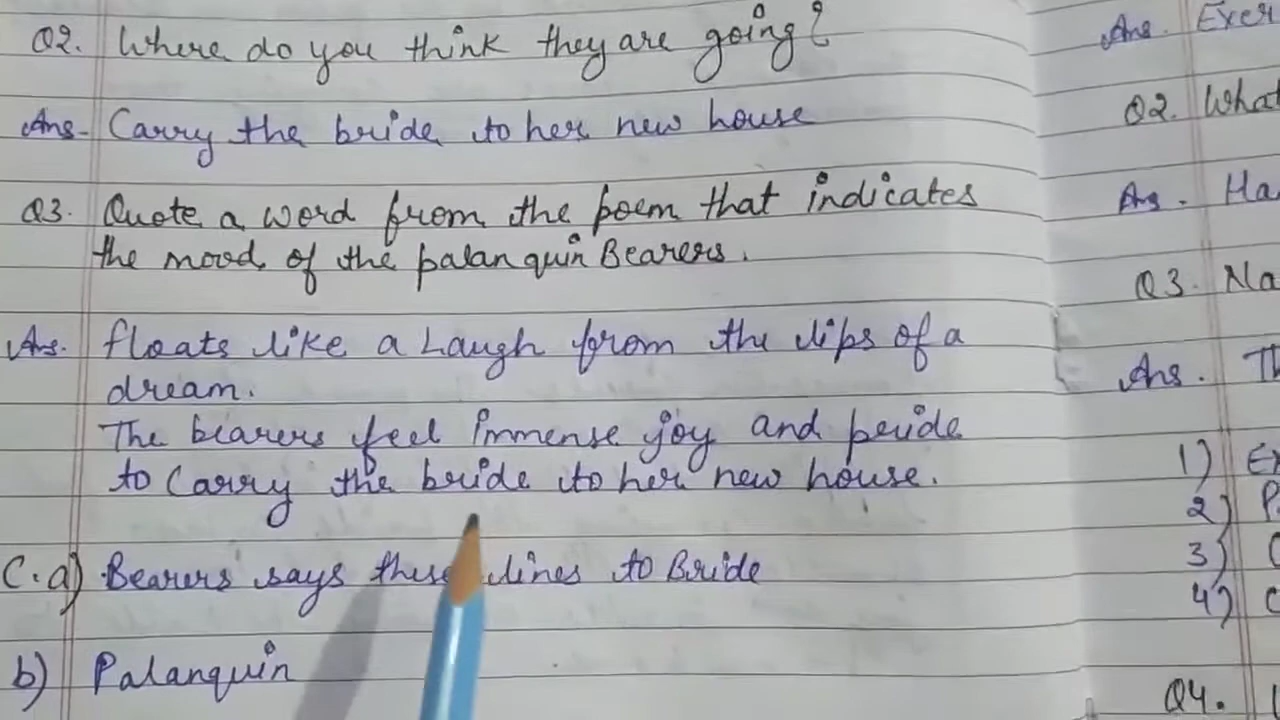 Q2. Where do you think they are going?
Ans- Carry the bride to her new house
Q3. Quote a word from the poem that indicates
the mood of the palanquin Bearers.
Ans. floats like a Laugh from the lips of a
dream.
The bearers feel immense joy and pride
to carry the bride to her new house.
C.a) Bearers says these lines to Bride
b) Palanquin
Ans.
Q2. What
Ans.
Q3.
Ans.
1)
2)
3)
4)
Q4.